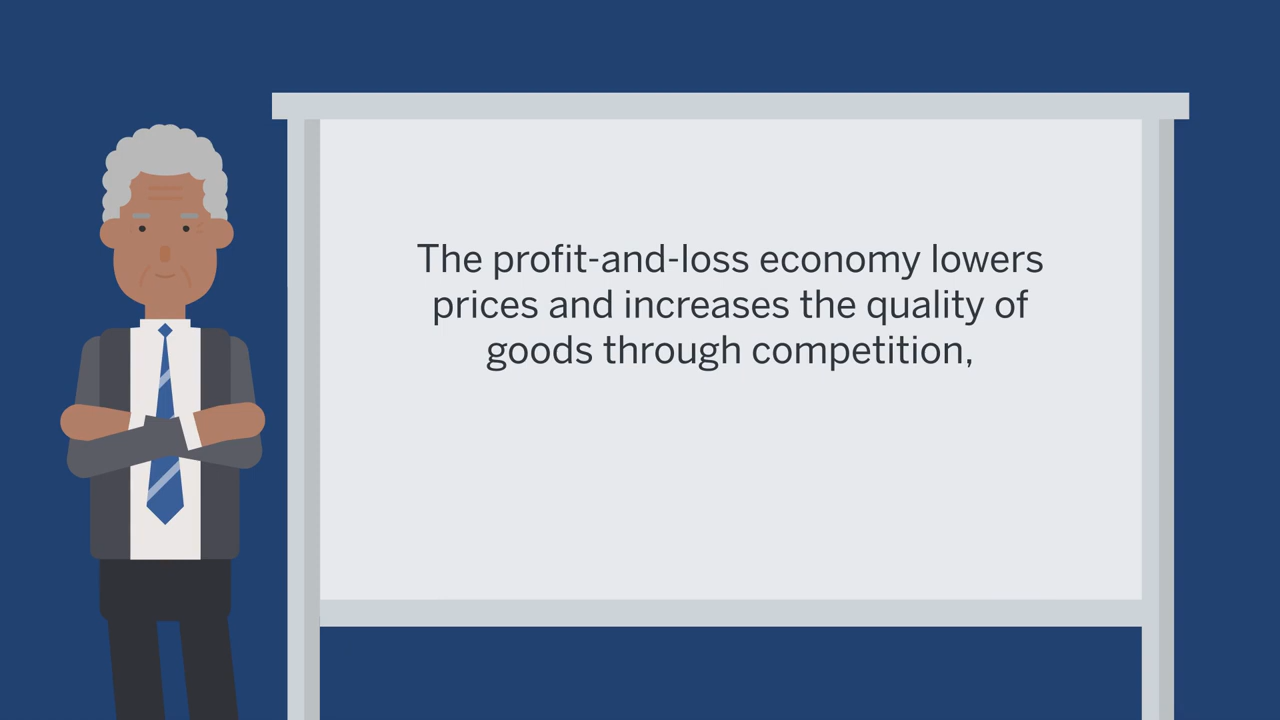 The profit-and-loss economy lowers
prices and increases the quality of
goods through competition,